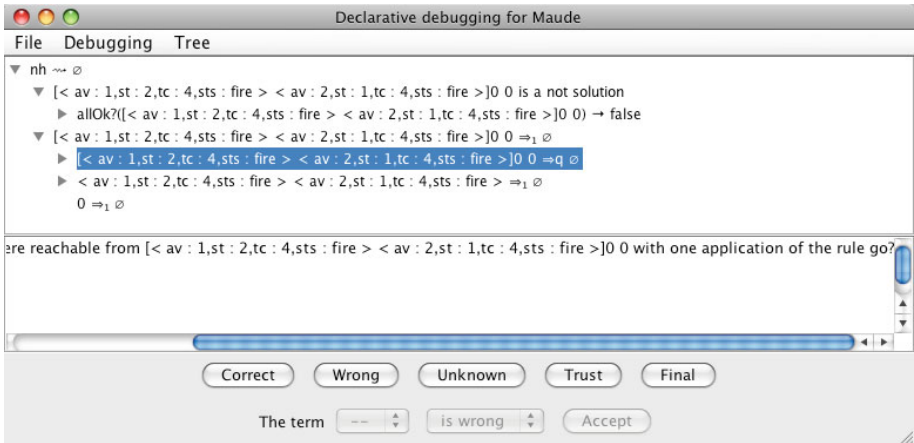 Declarative debugging for Maude
File Debugging Tree
nh ⤳ ∅
[< av : 1,st : 2,tc : 4,sts : fire > < av : 2,st : 1,tc : 4,sts : fire >]0 0 is a not solution
allOk?([< av : 1,st : 2,tc : 4,sts : fire > < av : 2,st : 1,tc : 4,sts : fire >]0 0) → false
[< av : 1,st : 2,tc : 4,sts : fire > < av : 2,st : 1,tc : 4,sts : fire >]0 0 ⇒₁ ∅
[< av : 1,st : 2,tc : 4,sts : fire > < av : 2,st : 1,tc : 4,sts : fire >]0 0 ⇒q ∅
< av : 1,st : 2,tc : 4,sts : fire > < av : 2,st : 1,tc : 4,sts : fire > ⇒₁ ∅
0 ⇒₁ ∅
ere reachable from [< av : 1,st : 2,tc : 4,sts : fire > < av : 2,st : 1,tc : 4,sts : fire >]0 0 with one application of the rule go?
Correct Wrong Unknown Trust Final
The term -- is wrong Accept